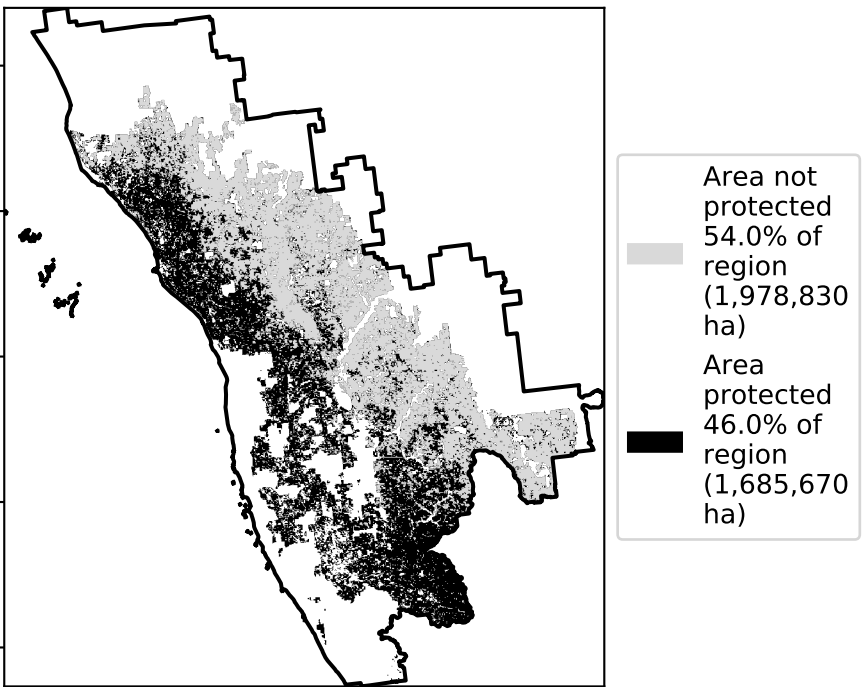 Area not
protected
54.0% of
region
(1,978,830
ha)
Area
protected
46.0% of
region
(1,685,670
ha)